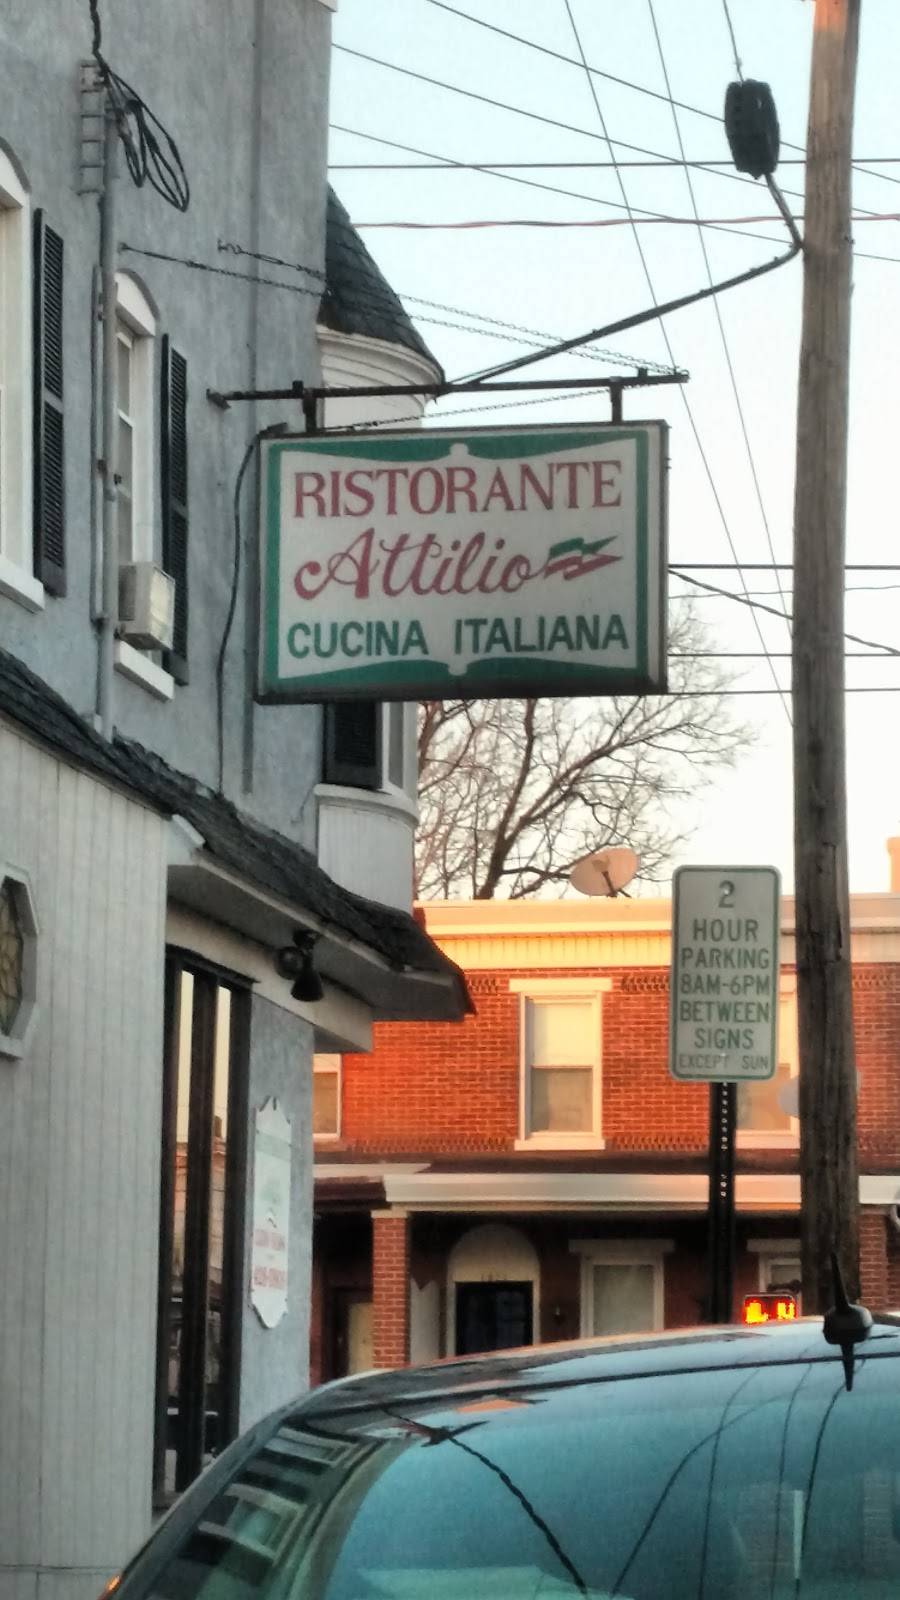 RISTORANTE
Attilio
CUCINA ITALIANA
2
HOUR
PARKING
8AM-6PM
BETWEEN
SIGNS
EXCEPT SUN